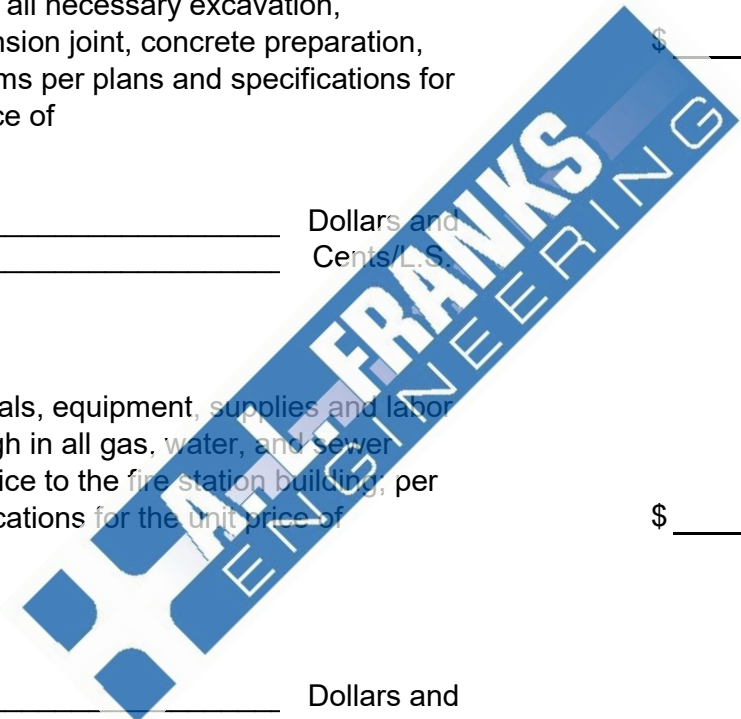 all necessary excavation,
nsion joint, concrete preparation,
ms per plans and specifications for
ce of
$
Dollars and
Cents/L.S.
als, equipment, supplies and labor
gh in all gas, water, and sewer
ice to the fire station building; per
cations for the unit price of
$
Dollars and
A.L. FRANKS
ENGINEERING